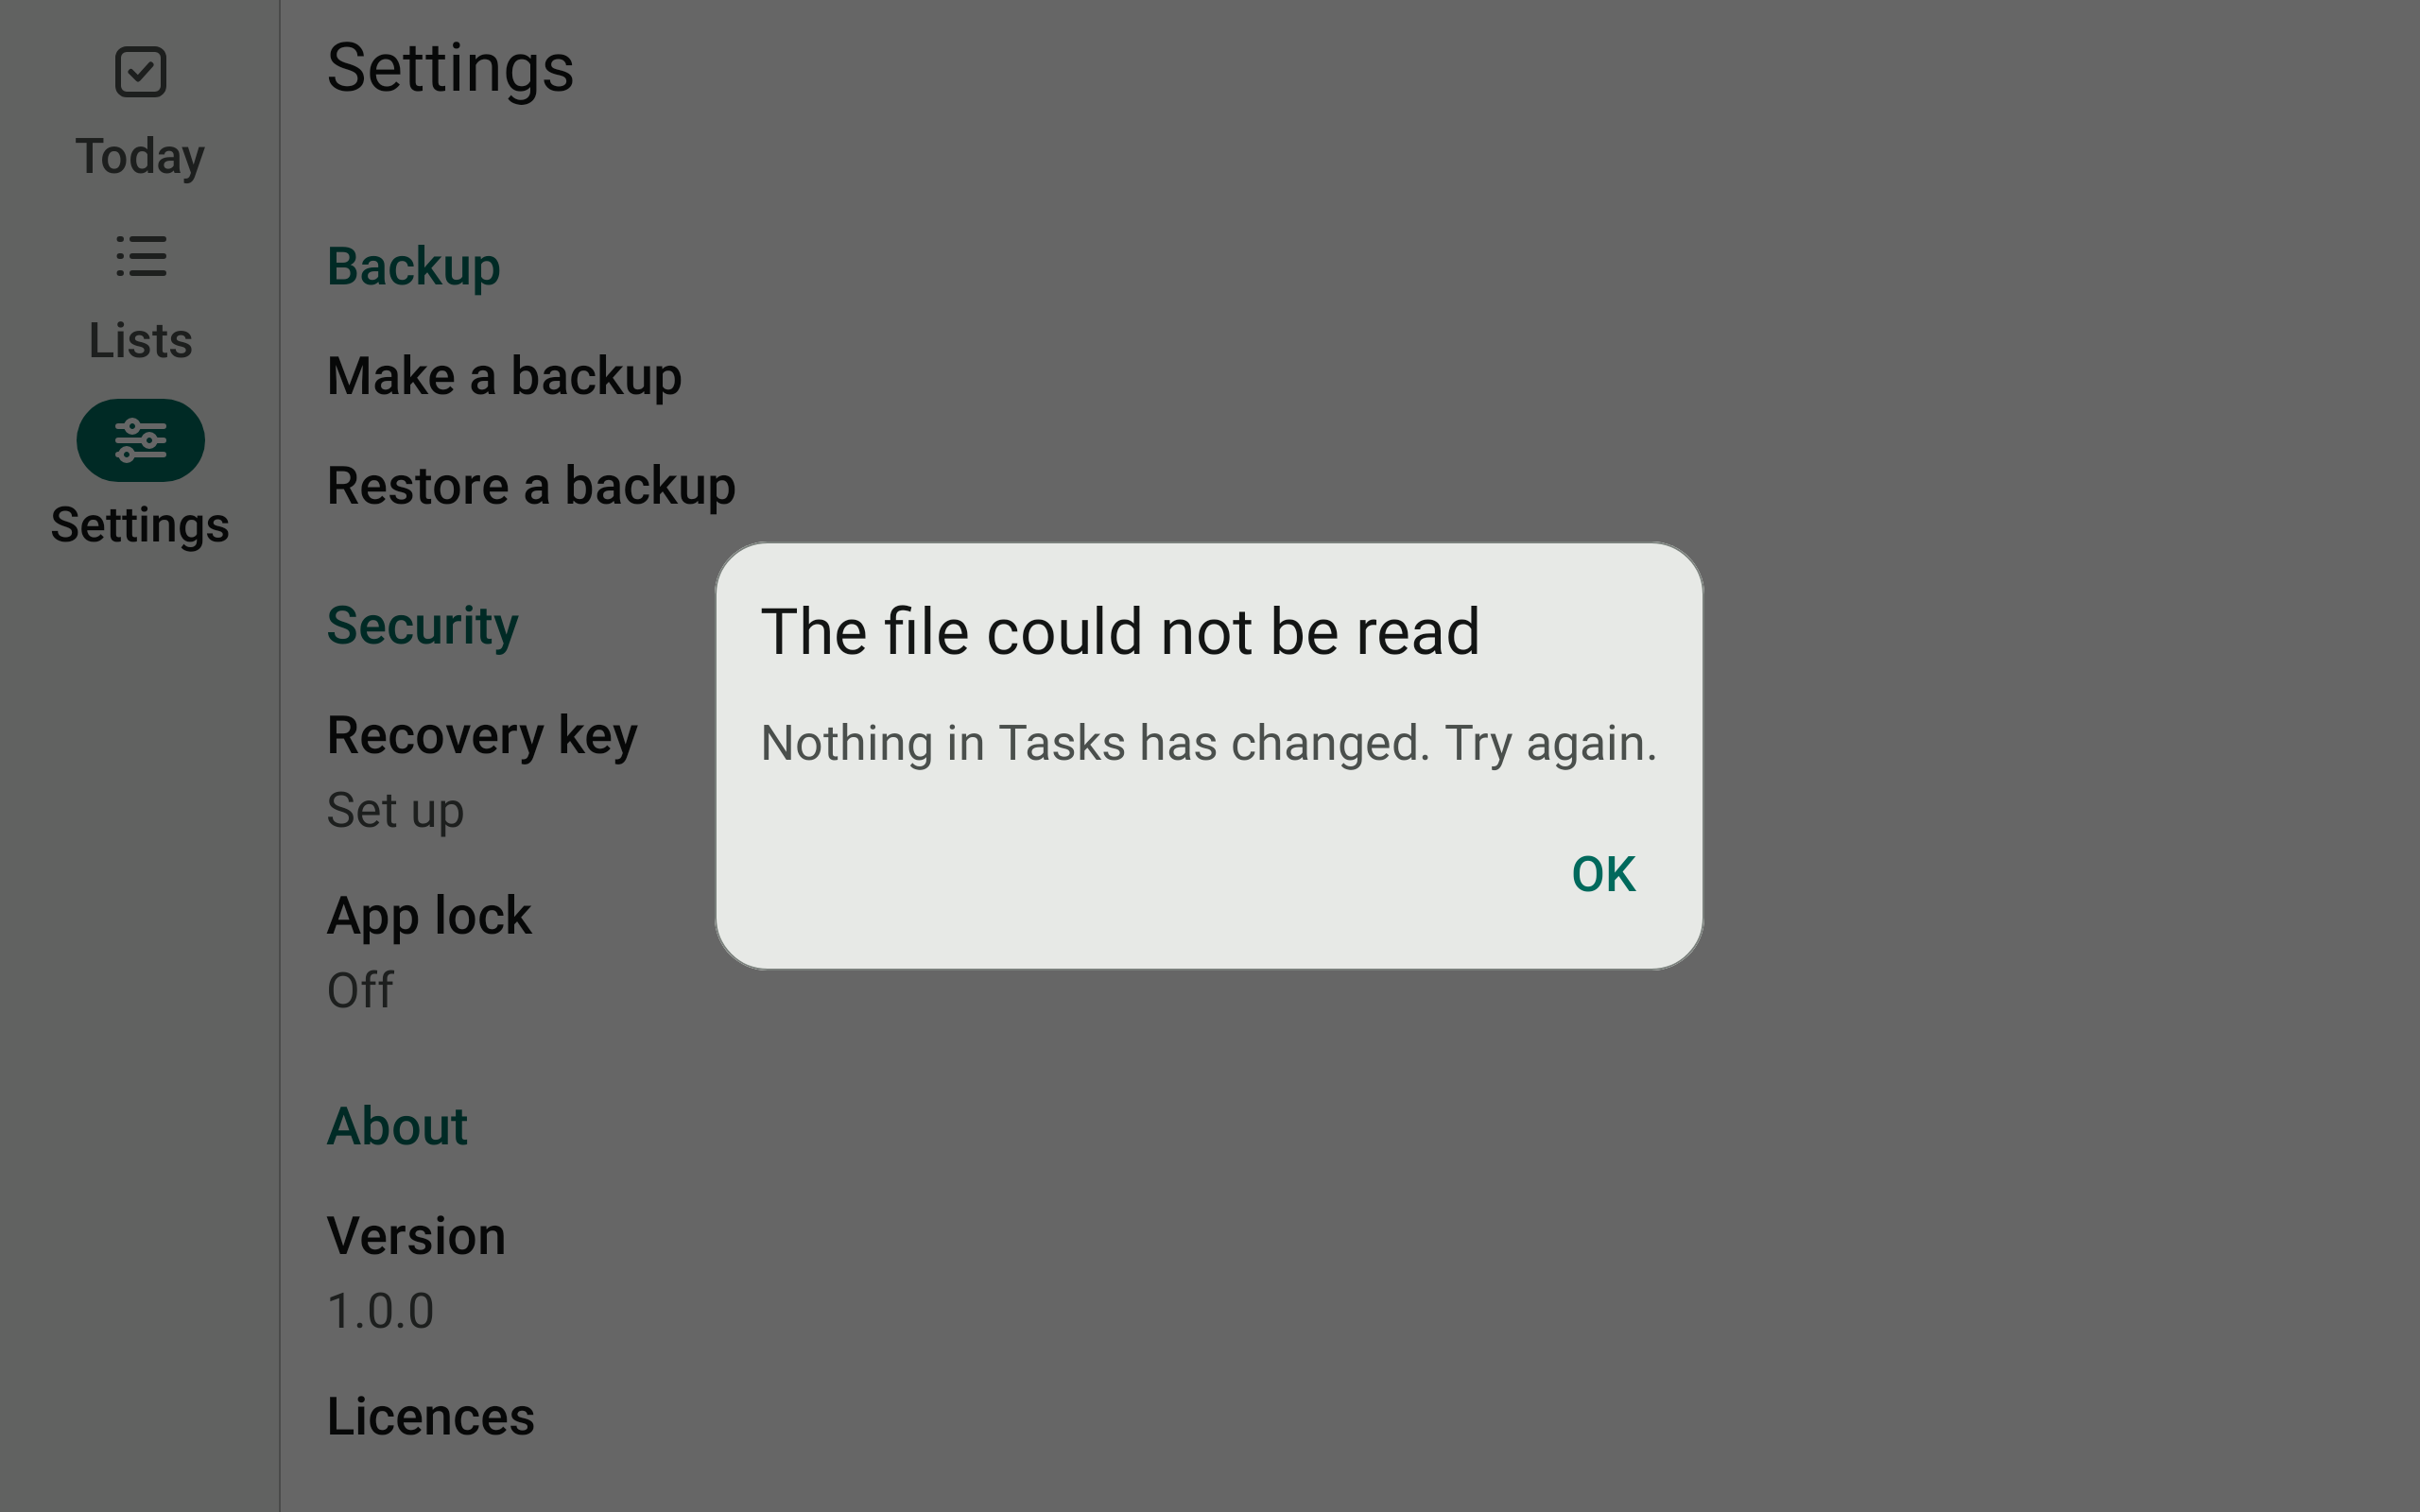 Today
Lists
Settings
Settings
Backup
Make a backup
Restore a backup
Security
Recovery key
Set up
App lock
Off
About
Version
1.0.0
Licences
The file could not be read
Nothing in Tasks has changed. Try again.
OK